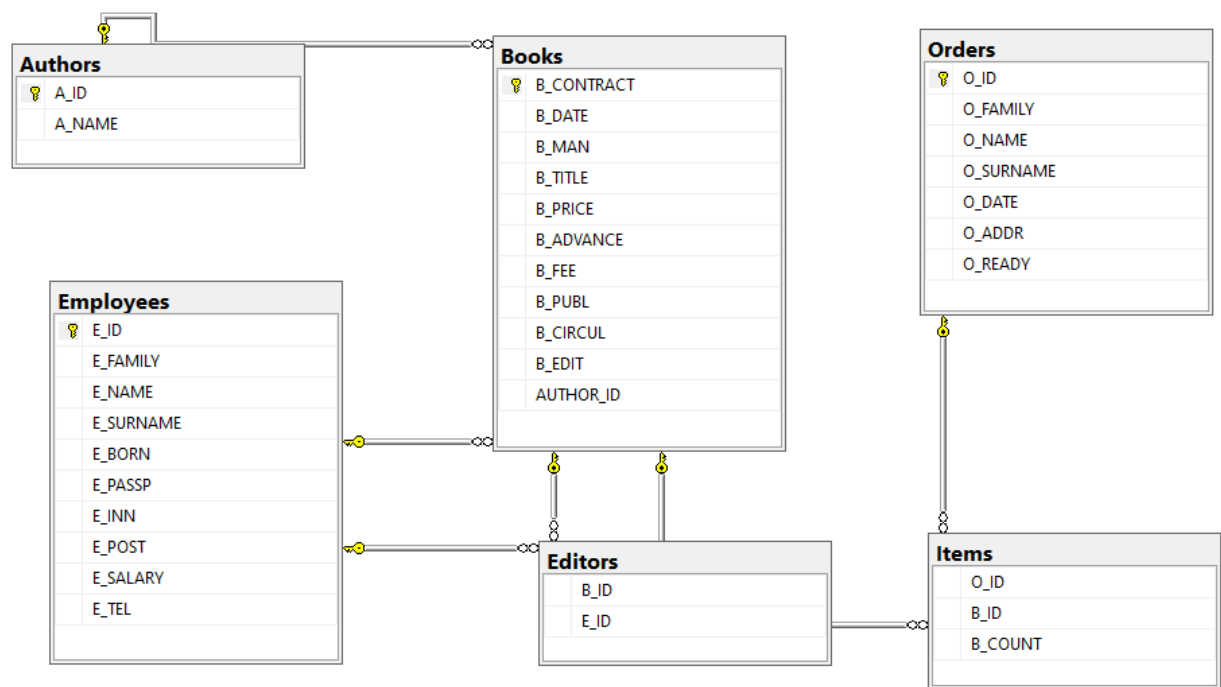 Authors
A_ID
A_NAME
Books
B_CONTRACT
B_DATE
B_MAN
B_TITLE
B_PRICE
B_ADVANCE
B_FEE
B_PUBL
B_CIRCUL
B_EDIT
AUTHOR_ID
Orders
O_ID
O_FAMILY
O_NAME
O_SURNAME
O_DATE
O_ADDR
O_READY
Employees
E_ID
E_FAMILY
E_NAME
E_SURNAME
E_BORN
E_PASSP
E_INN
E_POST
E_SALARY
E_TEL
Editors
B_ID
E_ID
Items
O_ID
B_ID
B_COUNT